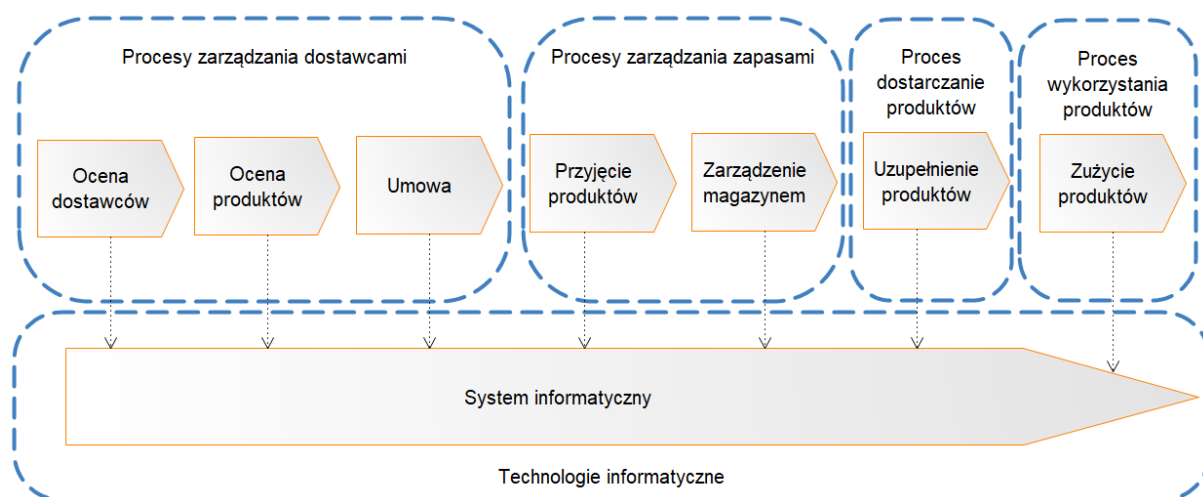 Procesy zarządzania dostawcami
Ocena
dostawców
Ocena
produktów
Umowa
Procesy zarządzania zapasami
Przyjęcie
produktów
Zarządzenie
magazynem
Proces
dostarczanie
produktów
Uzupełnienie
produktów
Proces
wykorzystania
produktów
Zużycie
produktów
System informatyczny
Technologie informatyczne